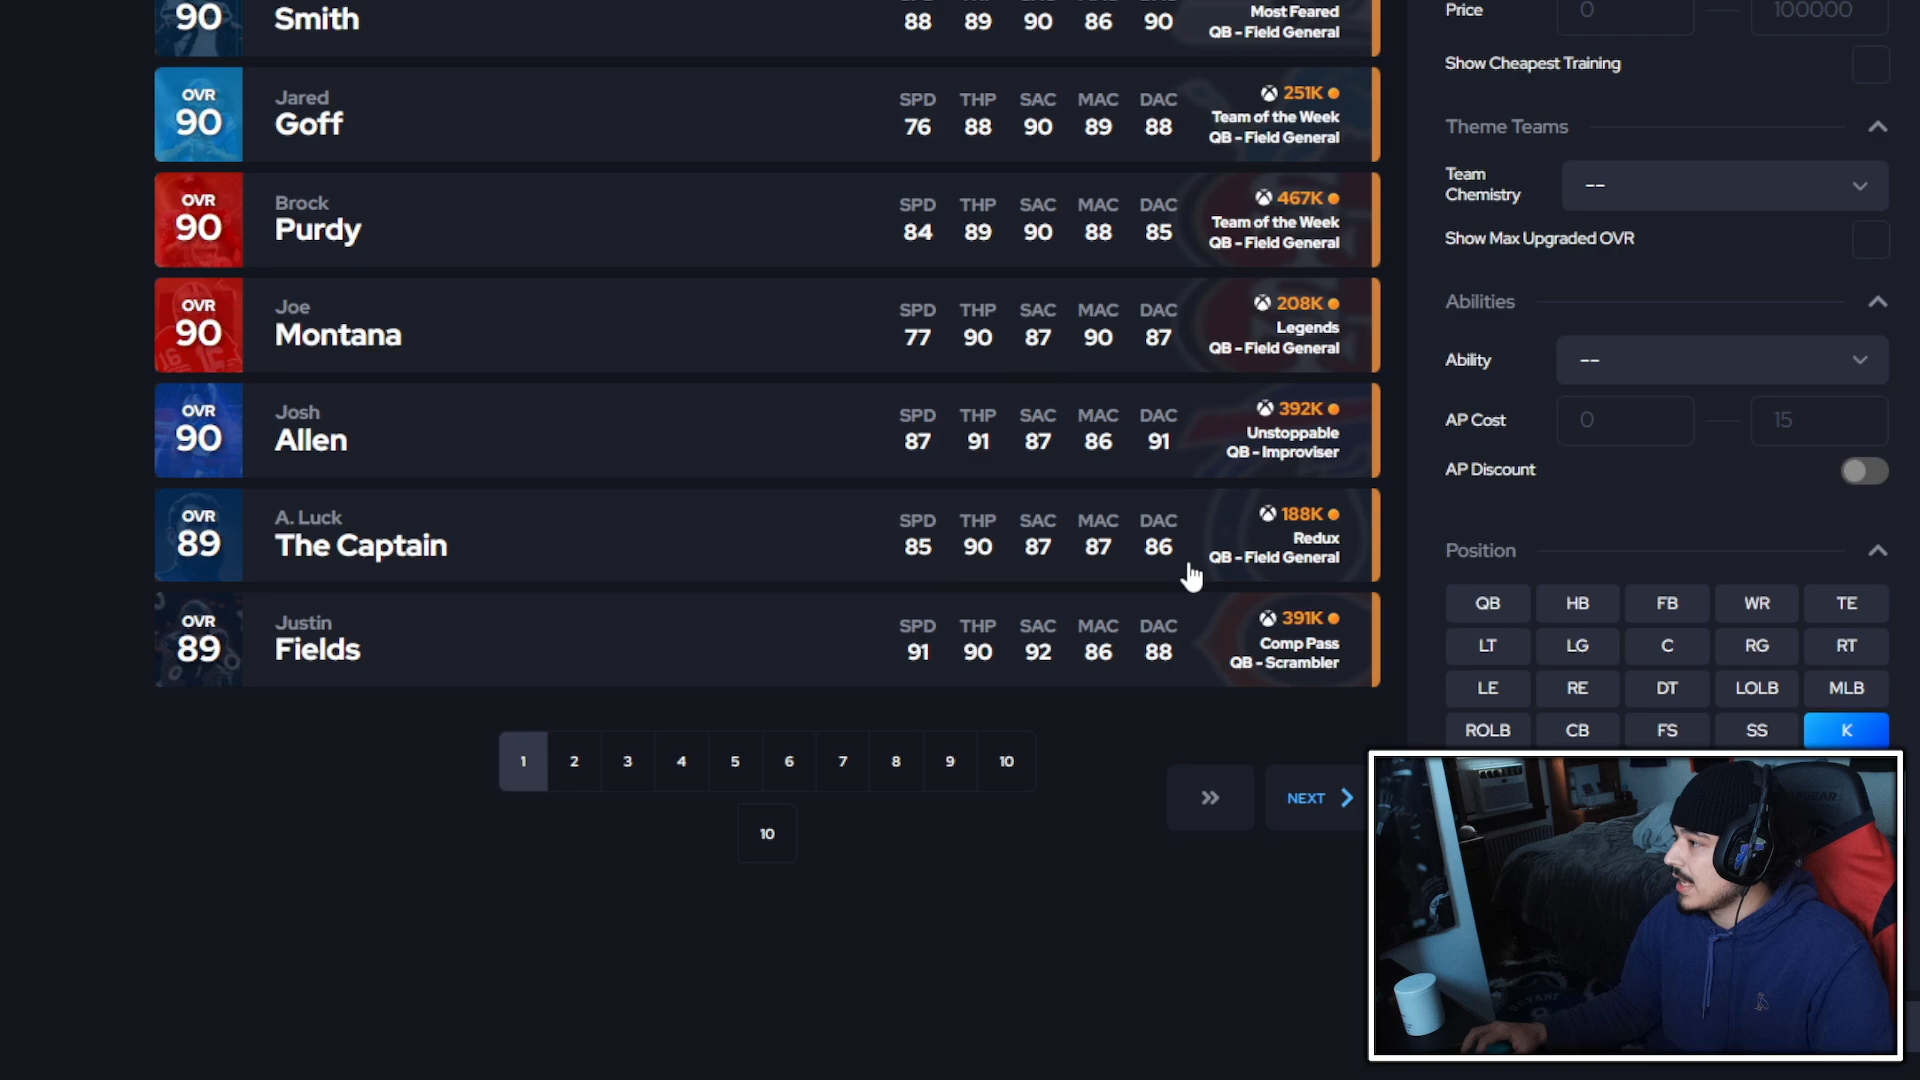 90
Smith
88 89 90 86 90
Most Feared
QB - Field General
OVR
90
Jared
Goff
SPD THP SAC MAC DAC
76 88 90 89 88
251K
Team of the Week
QB - Field General
OVR
90
Brock
Purdy
SPD THP SAC MAC DAC
84 89 90 88 85
467K
Team of the Week
QB - Field General
OVR
90
Joe
Montana
SPD THP SAC MAC DAC
77 90 87 90 87
208K
Legends
QB - Field General
OVR
90
Josh
Allen
SPD THP SAC MAC DAC
87 91 87 86 91
392K
Unstoppable
QB - Improviser
OVR
89
A. Luck
The Captain
SPD THP SAC MAC DAC
85 90 87 87 86
188K
Redux
QB - Field General
OVR
89
Justin
Fields
SPD THP SAC MAC DAC
91 90 92 86 88
391K
Comp Pass
QB - Scrambler
1 2 3 4 5 6 7 8 9 10
10
» NEXT >
Price 0 100000
Show Cheapest Training
Theme Teams
Team
Chemistry
--
Show Max Upgraded OVR
Abilities
Ability --
AP Cost 0 15
AP Discount
Position
QB HB FB WR TE
LT LG C RG RT
LE RE DT LOLB MLB
ROLB CB FS SS K